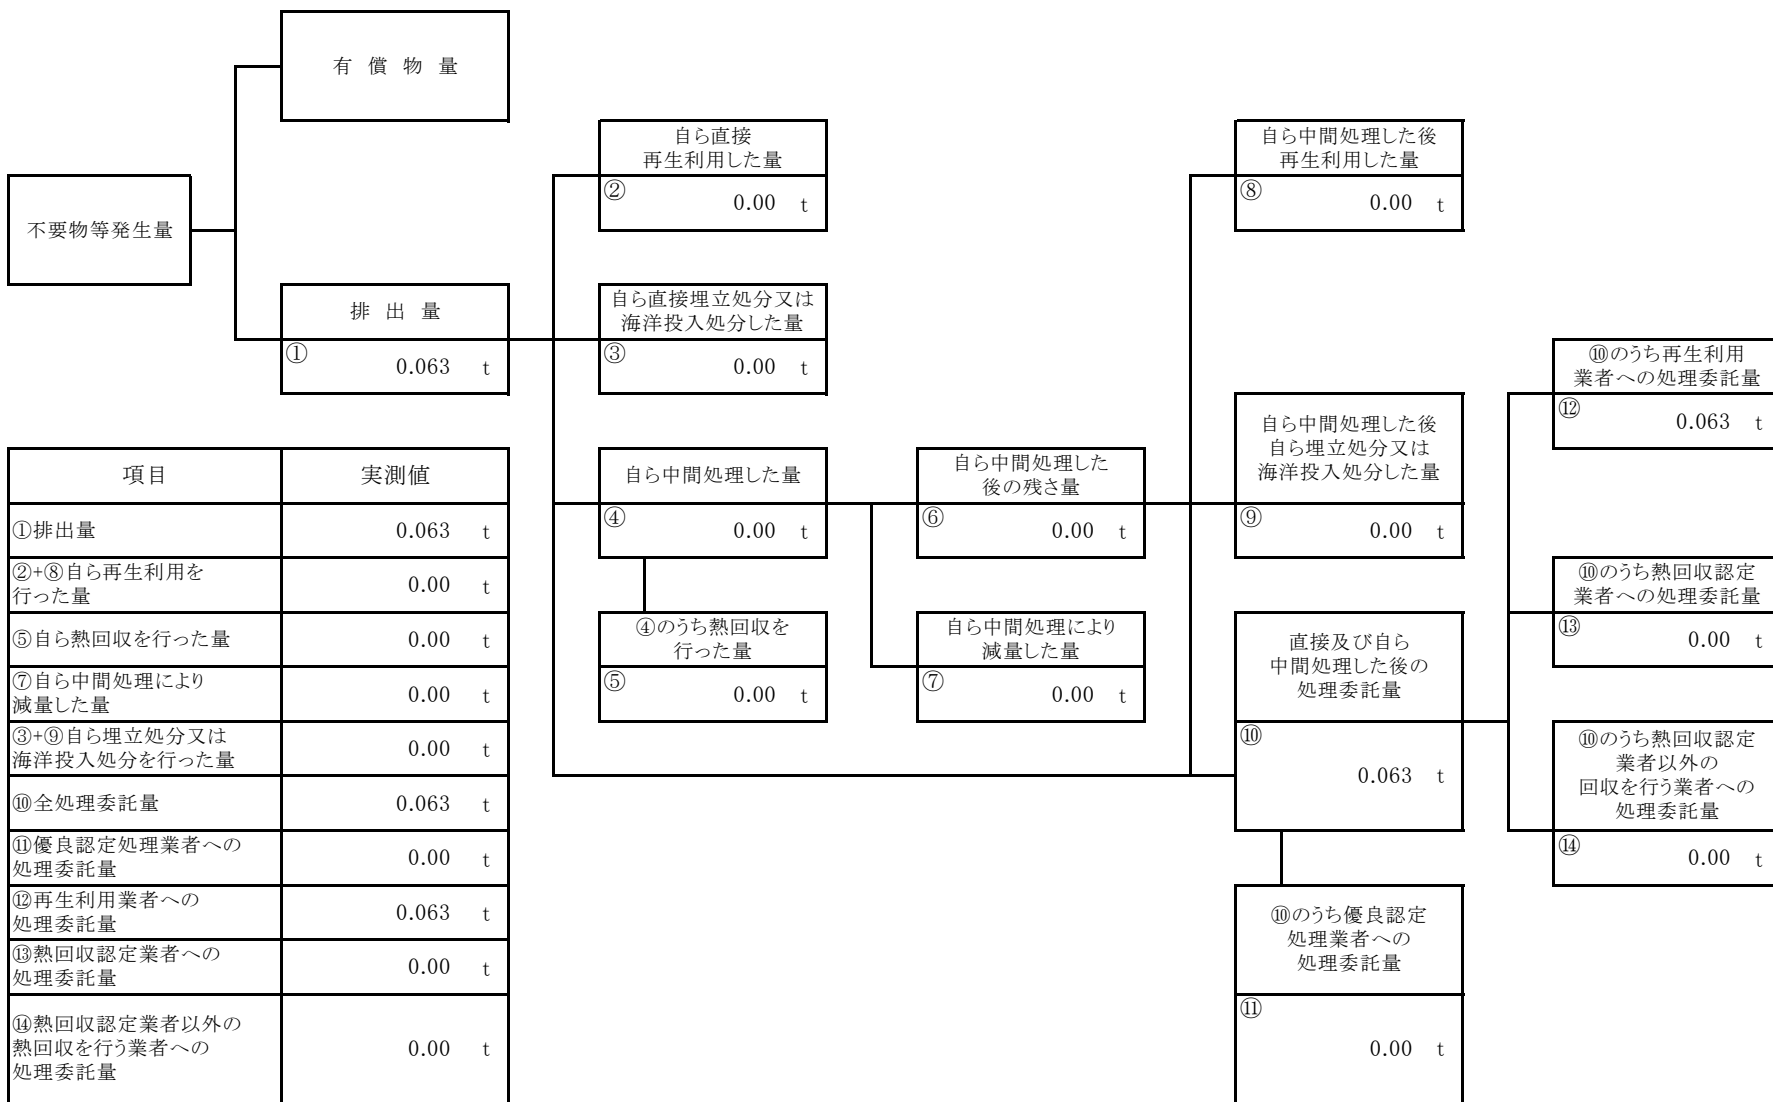 有 償 物 量
自ら直接
再生利用した量
② 0.00 t
自ら中間処理した後
再生利用した量
⑧ 0.00 t
不要物等発生量
排 出 量
① 0.063 t
自ら直接埋立処分又は
海洋投入処分した量
③ 0.00 t
⑩のうち再生利用
業者への処理委託量
⑫ 0.063 t
自ら中間処理した量
④ 0.00 t
自ら中間処理した
後の残さ量
⑥ 0.00 t
自ら中間処理した後
自ら埋立処分又は
海洋投入処分した量
⑨ 0.00 t
⑩のうち熱回収認定
業者への処理委託量
⑬ 0.00 t
④のうち熱回収を
行った量
⑤ 0.00 t
自ら中間処理により
減量した量
⑦ 0.00 t
直接及び自ら
中間処理した後の
処理委託量
⑩
0.063 t
⑩のうち熱回収認定
業者以外の
回収を行う業者への
処理委託量
⑭ 0.00 t
⑩のうち優良認定
処理業者への
処理委託量
⑪
0.00 t
項目 実測値
①排出量 0.063 t
②+⑧自ら再生利用を
行った量 0.00 t
⑤自ら熱回収を行った量 0.00 t
⑦自ら中間処理により
減量した量 0.00 t
③+⑨自ら埋立処分又は
海洋投入処分を行った量 0.00 t
⑩全処理委託量 0.063 t
⑪優良認定処理業者への
処理委託量 0.00 t
⑫再生利用業者への
処理委託量 0.063 t
⑬熱回収認定業者への
処理委託量 0.00 t
⑭熱回収認定業者以外の
熱回収を行う業者への
処理委託量 0.00 t